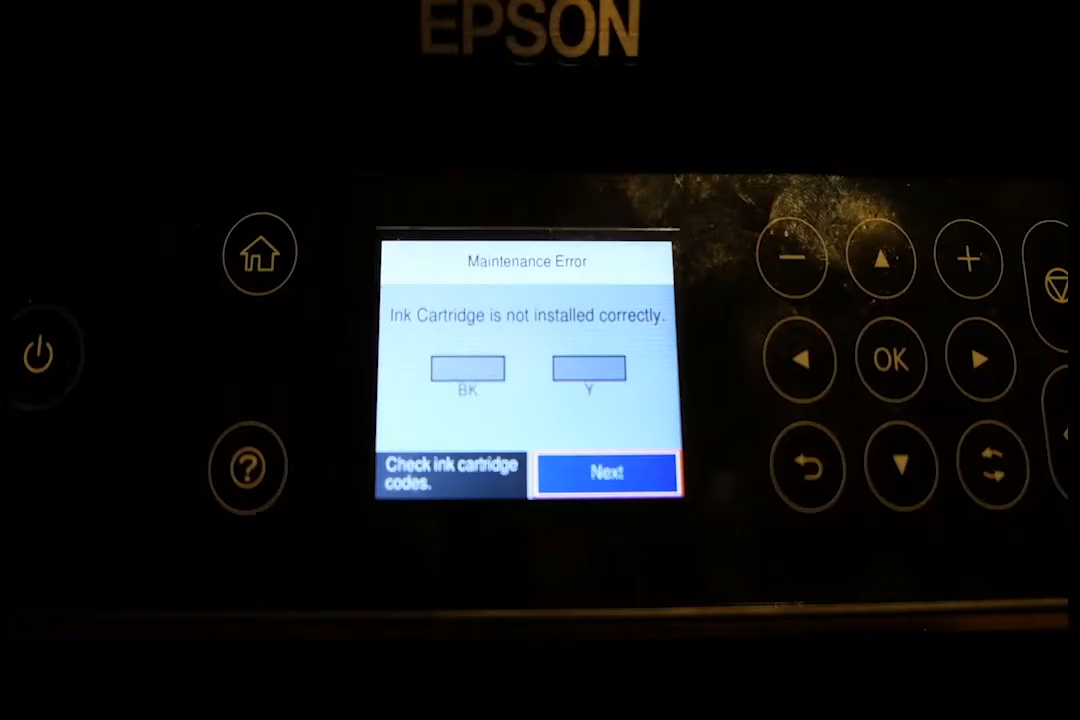 EPSON
Maintenance Error
Ink Cartridge is not installed correctly.
BK Y
Check ink cartridge
codes.
Next
OK